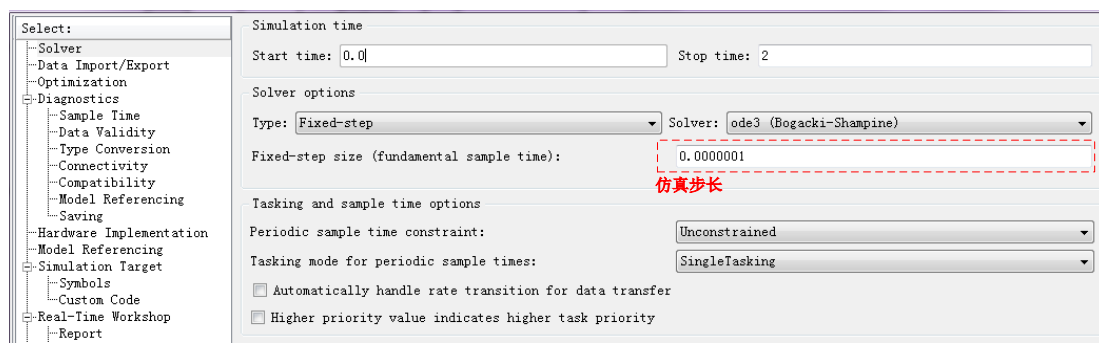 Select:
Solver
Data Import/Export
Optimization
Diagnostics
Sample Time
Data Validity
Type Conversion
Connectivity
Compatibility
Model Referencing
Saving
Hardware Implementation
Model Referencing
Simulation Target
Symbols
Custom Code
Real-Time Workshop
Report
Simulation time
Start time: 0.0 Stop time: 2
Solver options
Type: Fixed-step Solver: ode3 (Bogacki-Shampine)
Fixed-step size (fundamental sample time): 0.0000001
仿真步长
Tasking and sample time options
Periodic sample time constraint: Unconstrained
Tasking mode for periodic sample times: SingleTasking
Automatically handle rate transition for data transfer
Higher priority value indicates higher task priority